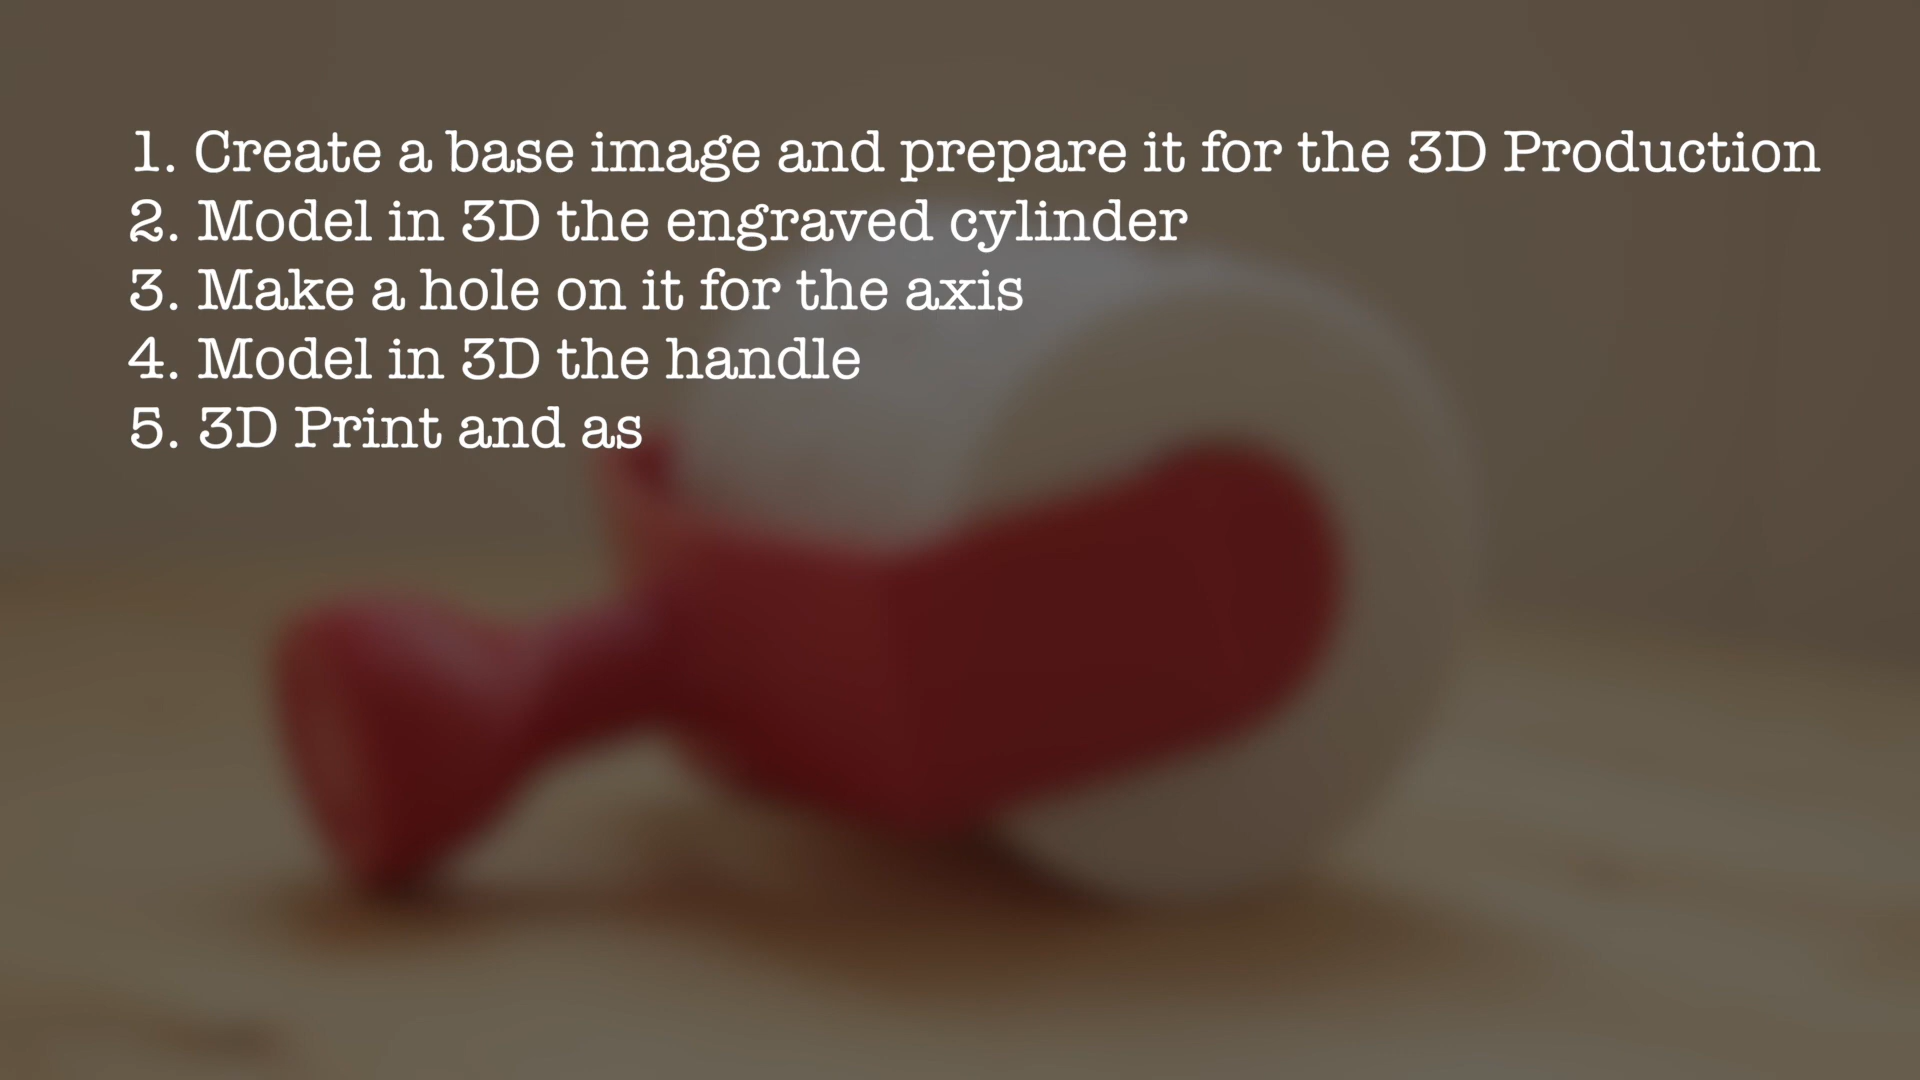 1. Create a base image and prepare it for the 3D Production
2. Model in 3D the engraved cylinder
3. Make a hole on it for the axis
4. Model in 3D the handle
5. 3D Print and as